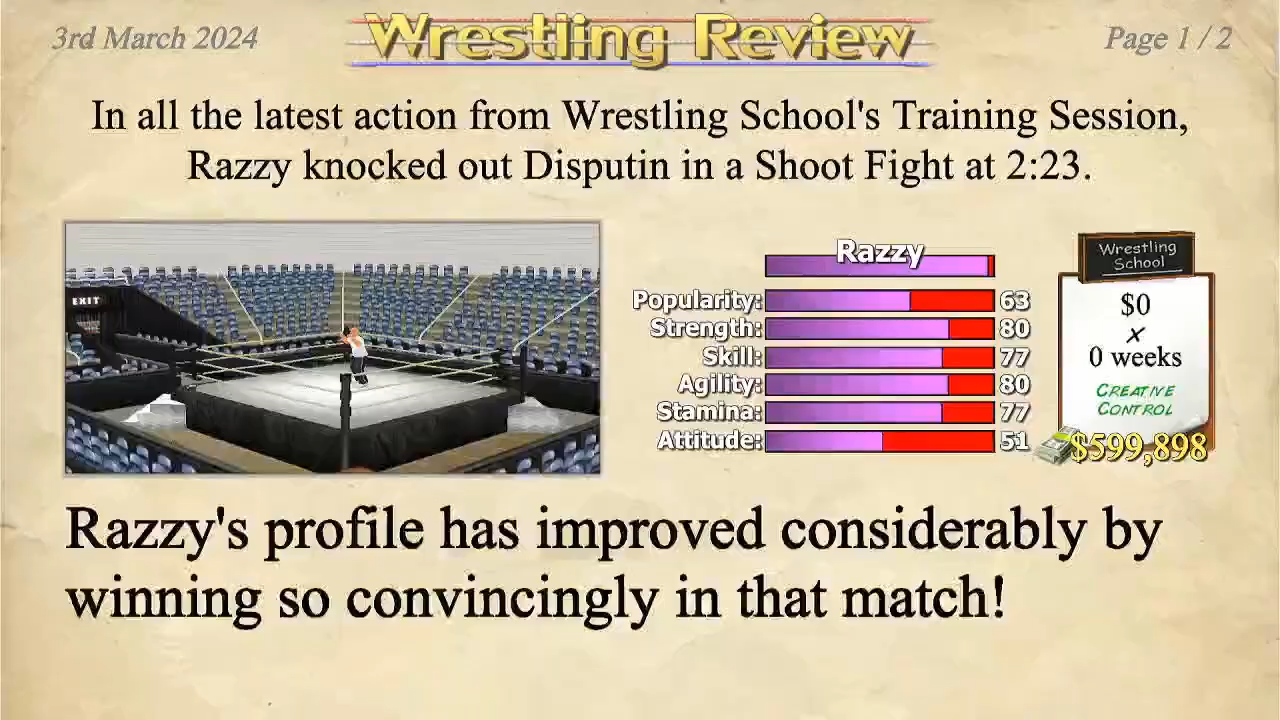 3rd March 2024
Wrestling Review
Page 1 / 2
In all the latest action from Wrestling School's Training Session,
Razzy knocked out Disputin in a Shoot Fight at 2:23.
EXIT
Razzy
Popularity: 63
Strength: 80
Skill: 77
Agility: 80
Stamina: 77
Attitude: 51
Wrestling
School
$0
x
0 weeks
CREATIVE
CONTROL
$599,898
Razzy's profile has improved considerably by
winning so convincingly in that match!